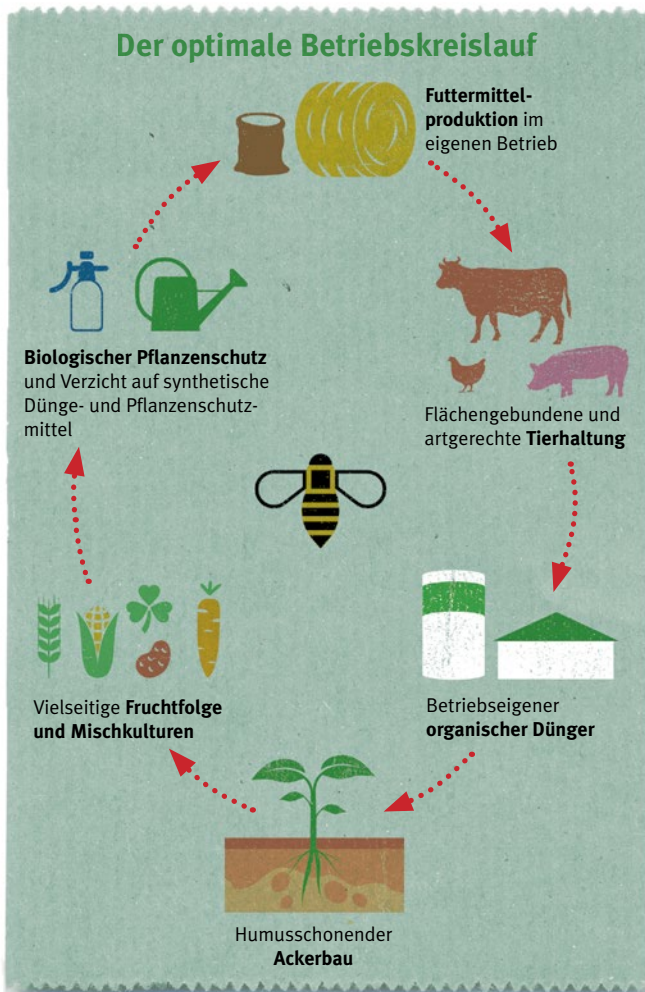 Der optimale Betriebskreislauf
Futtermittel-
produktion im
eigenen Betrieb
Flächengebundene und
artgerechte Tierhaltung
Betriebseigener
organischer Dünger
Humusschonender
Ackerbau
Vielseitige Fruchtfolge
und Mischkulturen
Biologischer Pflanzenschutz
und Verzicht auf synthetische
Dünge- und Pflanzenschutz-
mittel